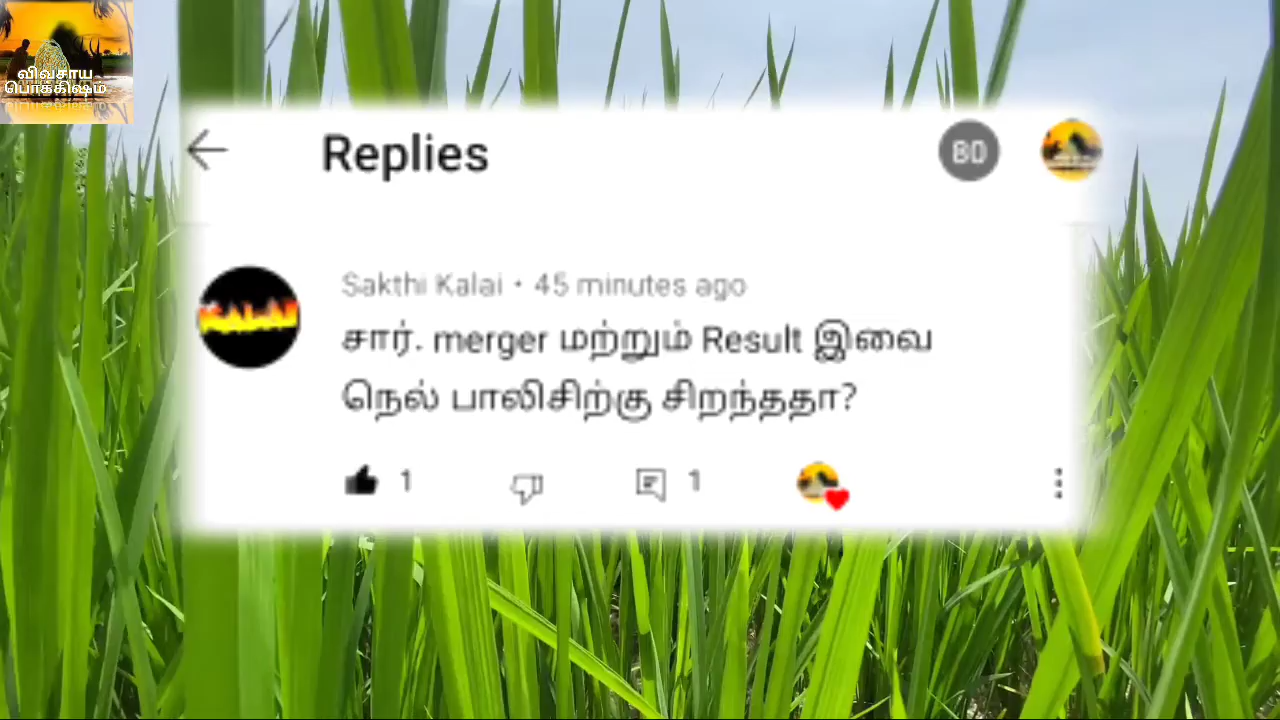 விவசாய
பொக்கிஷம்
Replies
BD
Sakthi Kalai • 45 minutes ago
சார். merger மற்றும் Result இவை
நெல் பாலிசிற்கு சிறந்ததா?
1
1